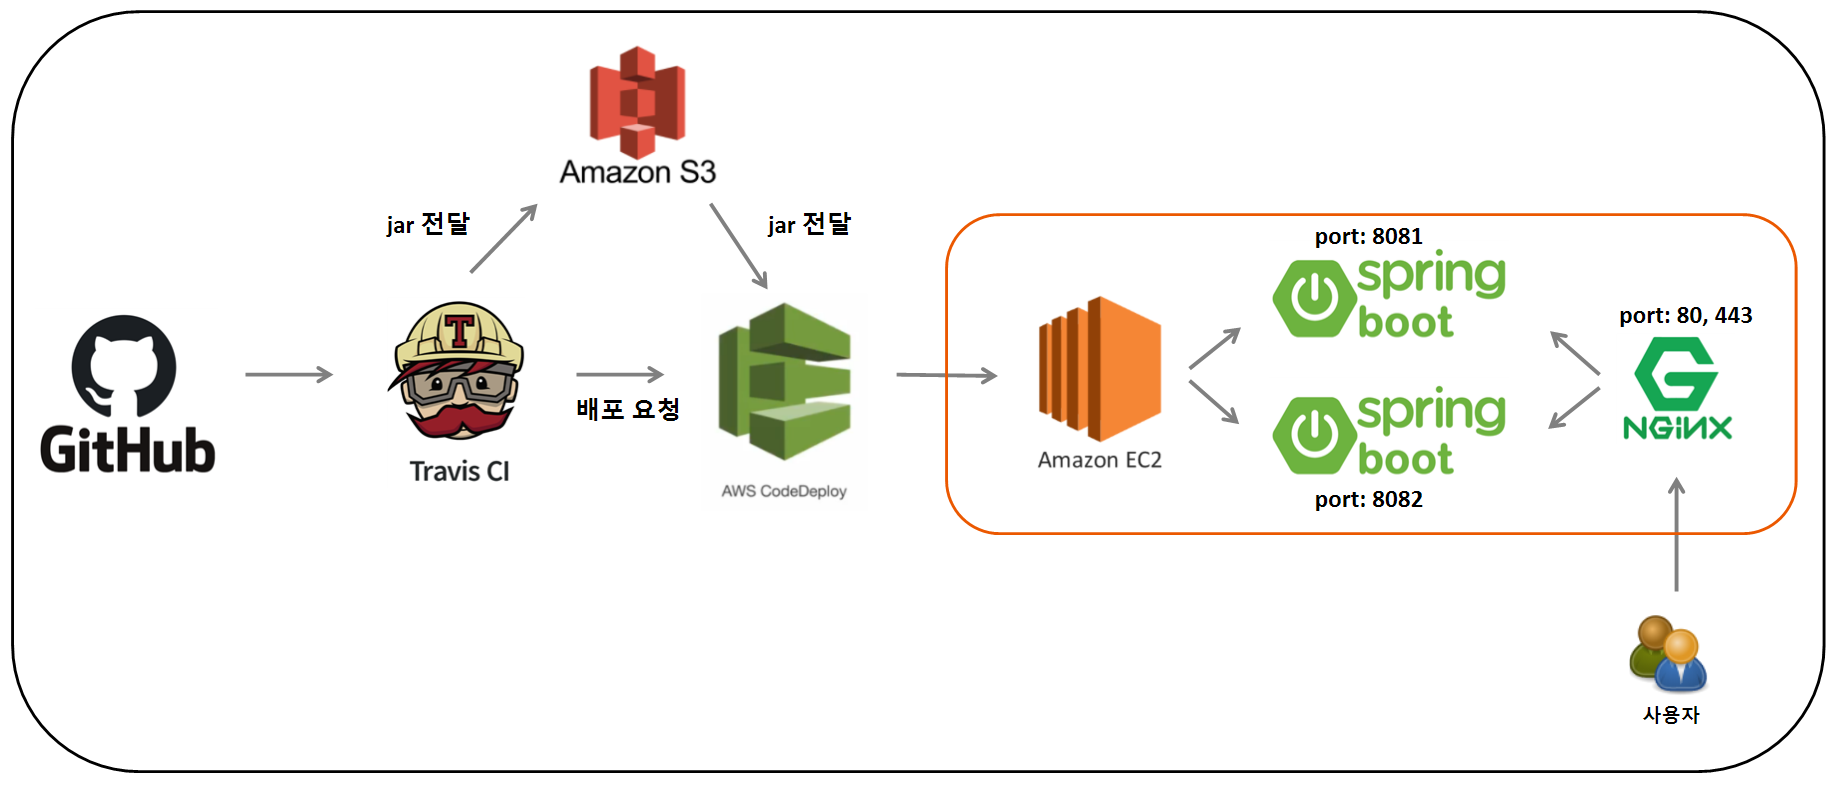 Amazon S3
jar 전달
jar 전달
GitHub
T
Travis CI
배포 요청
AWS CodeDeploy
Amazon EC2
port: 8081
spring
boot
spring
boot
port: 8082
port: 80, 443
G
NGiNX
사용자